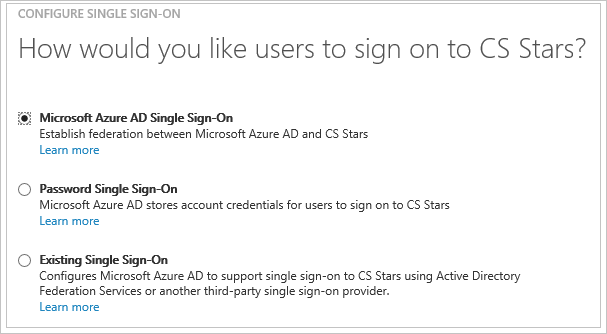 CONFIGURE SINGLE SIGN-ON
How would you like users to sign on to CS Stars?
Microsoft Azure AD Single Sign-On
Establish federation between Microsoft Azure AD and CS Stars
Learn more
Password Single Sign-On
Microsoft Azure AD stores account credentials for users to sign on to CS Stars
Learn more
Existing Single Sign-On
Configures Microsoft Azure AD to support single sign-on to CS Stars using Active Directory
Federation Services or another third-party single sign-on provider.
Learn more